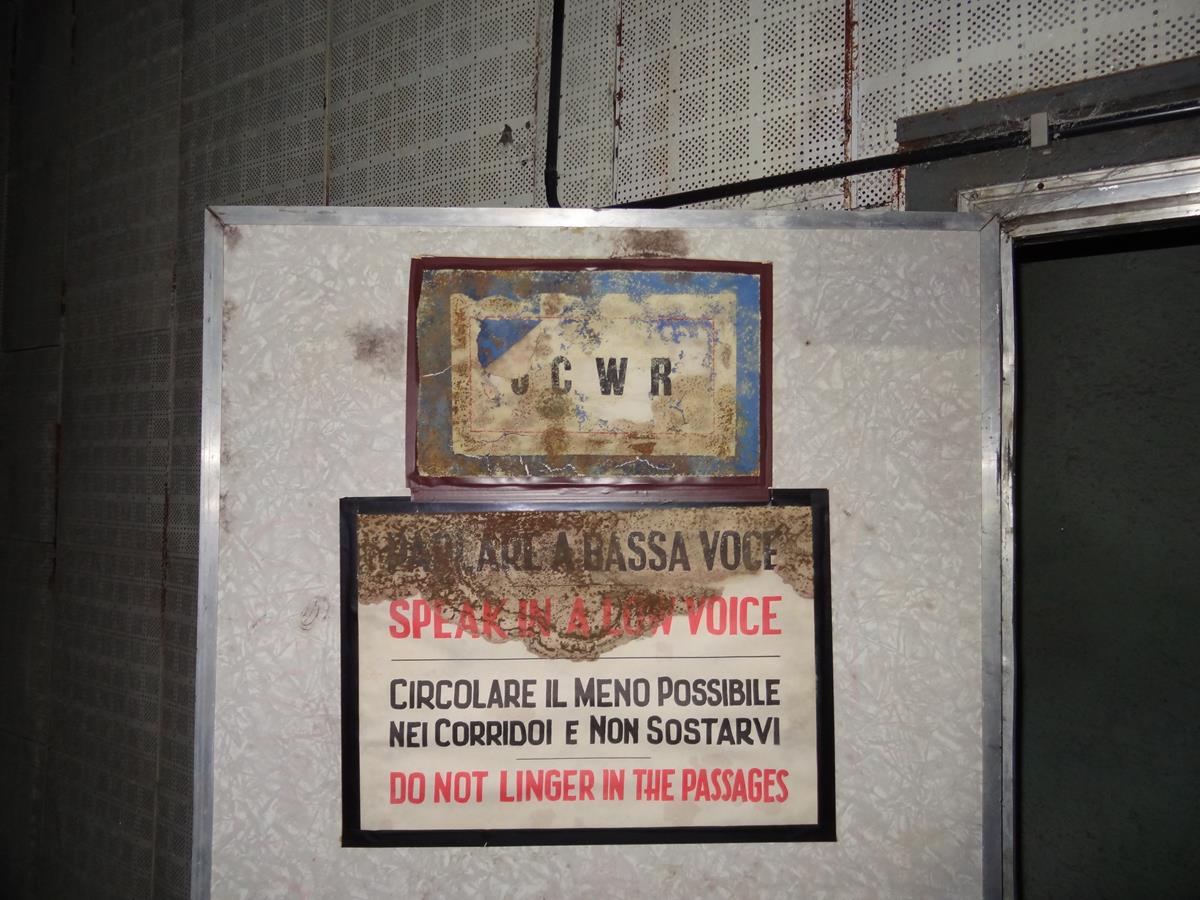 JCWR
PARLARE A BASSA VOCE
SPEAK IN A LOW VOICE
CIRCOLARE IL MENO POSSIBILE
NEI CORRIDOI E NON SOSTARVI
DO NOT LINGER IN THE PASSAGES